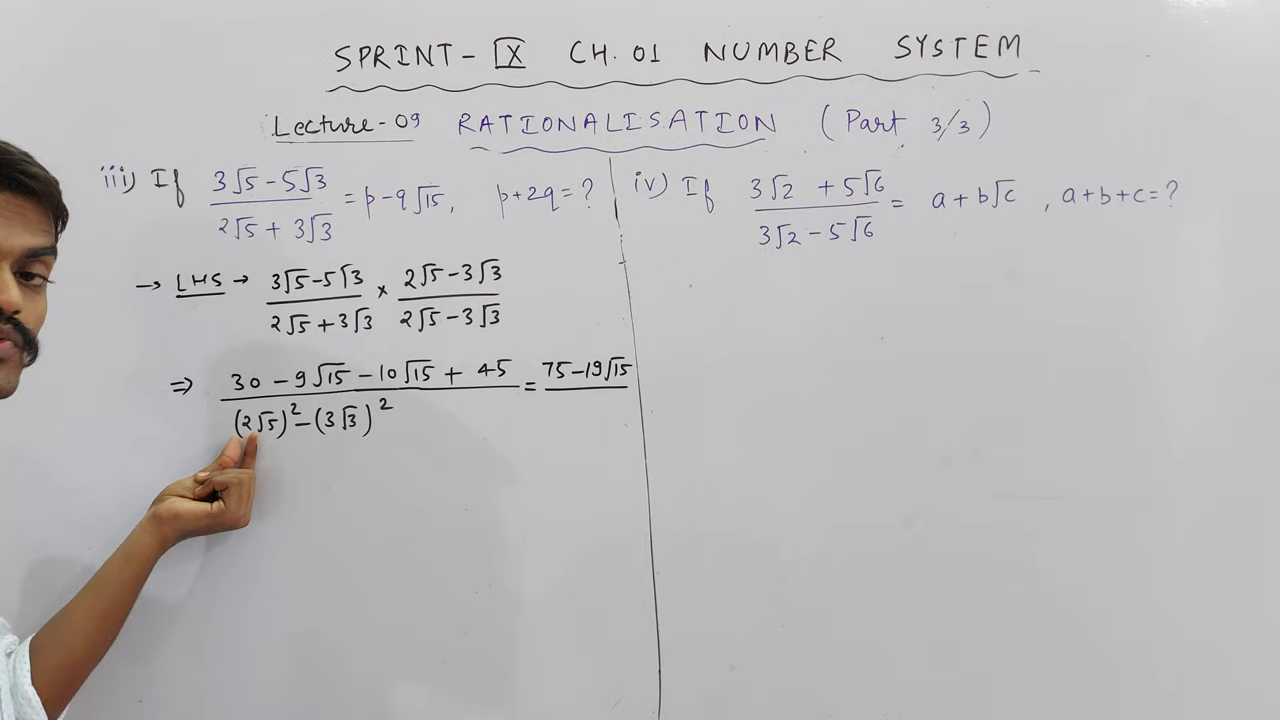 SPRINT-IX CH.01 NUMBER SYSTEM
Lecture-09 RATIONALISATION (Part 3/3)
iii) If (3√5-5√3)/(2√5+3√3) = p-q√15, p+2q=?
→ LHS → (3√5-5√3)/(2√5+3√3) × (2√5-3√3)/(2√5-3√3)
⇒ (30-9√15-10√15+45)/((2√5)²-(3√3)²) = 75-19√15
iv) If (3√2+5√6)/(3√2-5√6) = a+b√c, a+b+c=?